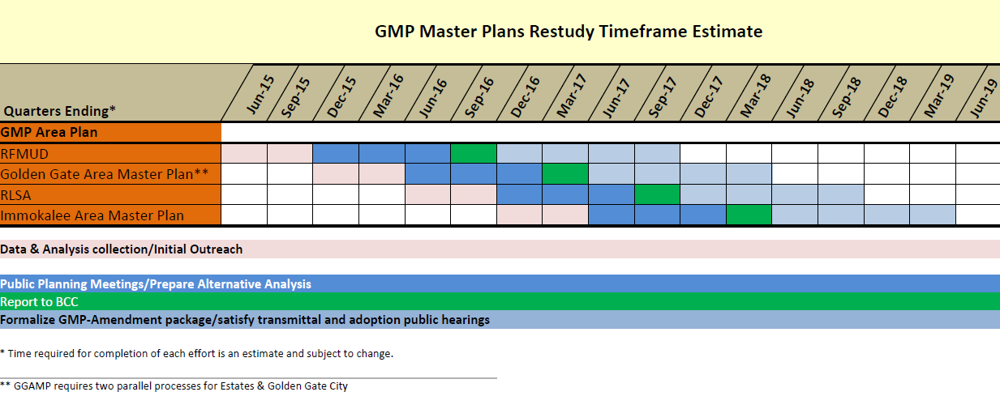 GMP Master Plans Restudy Timeframe Estimate
Quarters Ending* Jun-15 Sep-15 Dec-15 Mar-16 Jun-16 Sep-16 Dec-16 Mar-17 Jun-17 Sep-17 Dec-17 Mar-18 Jun-18 Sep-18 Dec-18 Mar-19 Jun-19
GMP Area Plan
RFMUD
Golden Gate Area Master Plan**
RLSA
Immokalee Area Master Plan
Data & Analysis collection/Initial Outreach
Public Planning Meetings/Prepare Alternative Analysis
Report to BCC
Formalize GMP-Amendment package/satisfy transmittal and adoption public hearings
* Time required for completion of each effort is an estimate and subject to change.
** GGAMP requires two parallel processes for Estates & Golden Gate City